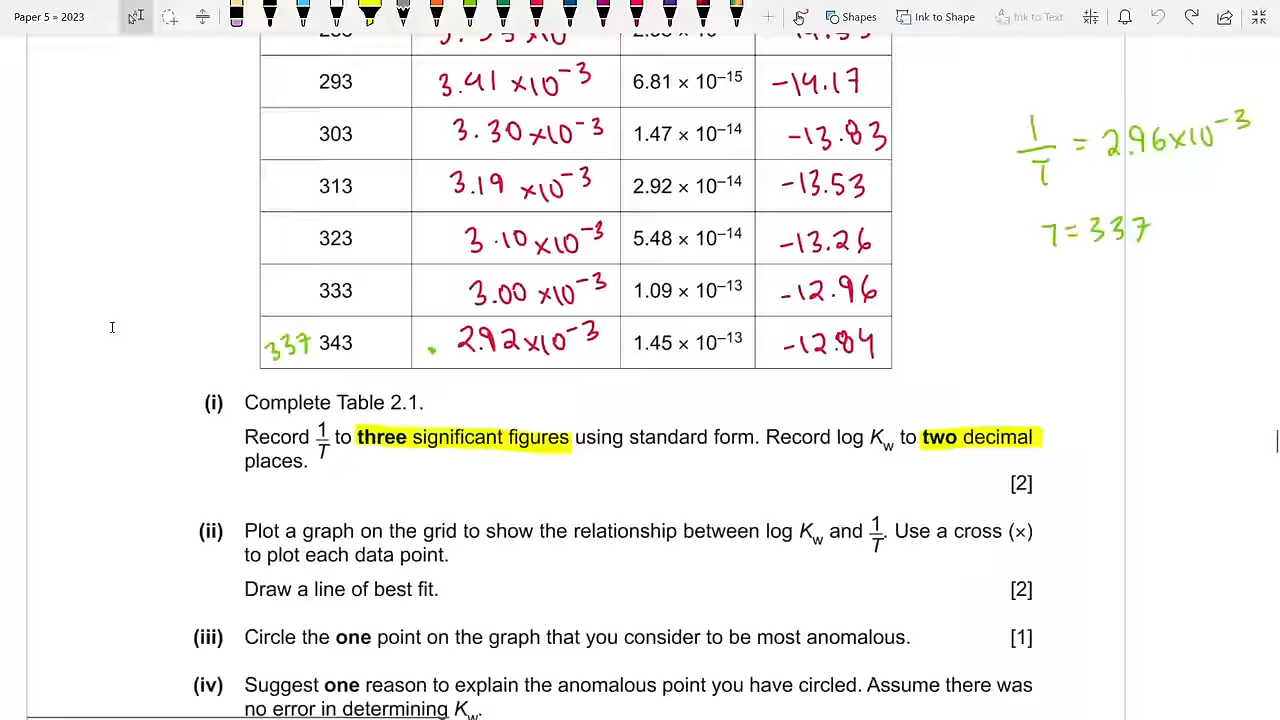 Paper 5 » 2023
Shapes
Ink to Shape
Ink to Text
293 3.41 ×10⁻³ 6.81 × 10⁻¹⁵ -14.17
303 3.30 ×10⁻³ 1.47 × 10⁻¹⁴ -13.83
313 3.19 ×10⁻³ 2.92 × 10⁻¹⁴ -13.53
323 3.10 ×10⁻³ 5.48 × 10⁻¹⁴ -13.26
333 3.00 ×10⁻³ 1.09 × 10⁻¹³ -12.96
337 343 2.92 ×10⁻³ 1.45 × 10⁻¹³ -12.84
1/T = 2.96×10⁻³
T = 337
(i) Complete Table 2.1.
Record 1/T to three significant figures using standard form. Record log Kw to two decimal
places.
[2]
(ii) Plot a graph on the grid to show the relationship between log Kw and 1/T. Use a cross (×)
to plot each data point.
Draw a line of best fit. [2]
(iii) Circle the one point on the graph that you consider to be most anomalous. [1]
(iv) Suggest one reason to explain the anomalous point you have circled. Assume there was
no error in determining Kw.